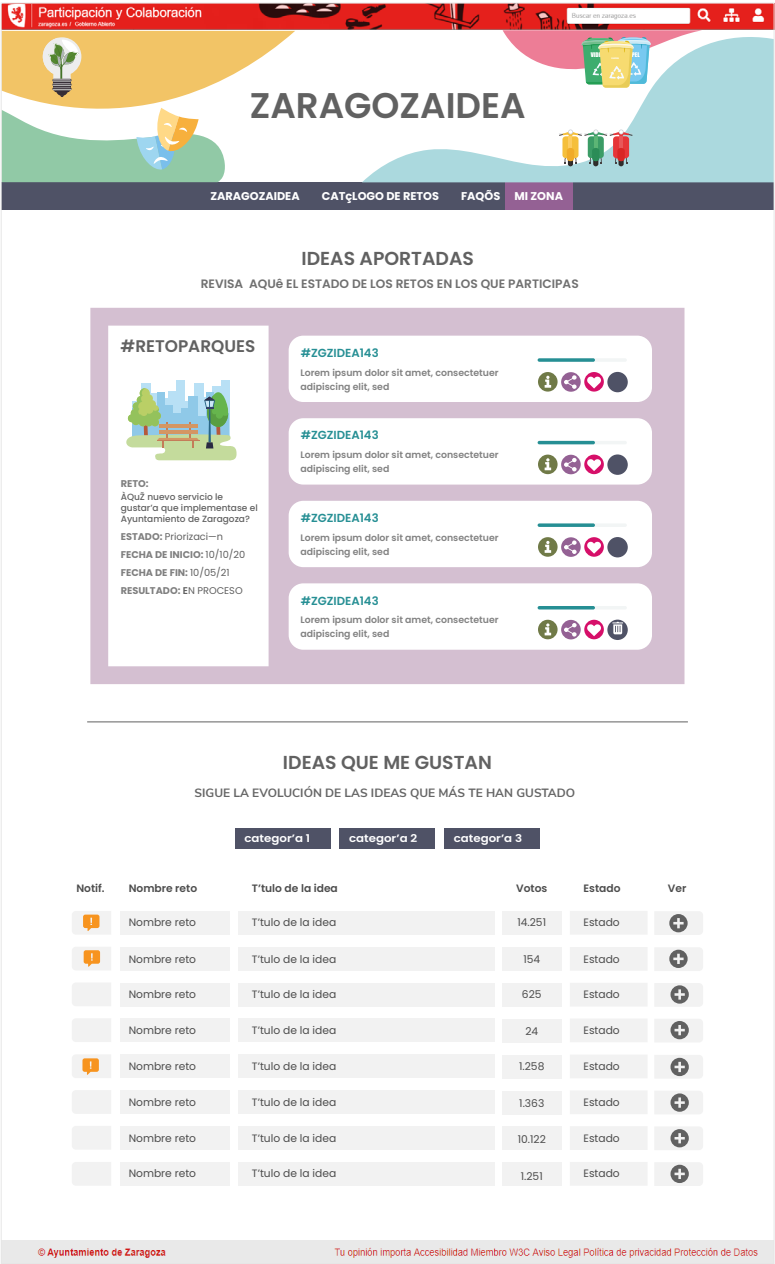 Participación y Colaboración
zaragoza.es / Gobierno Abierto
Buscar en zaragoza.es
ZARAGOZAIDEA
ZARAGOZAIDEA CATçLOGO DE RETOS FAQÕS MI ZONA
IDEAS APORTADAS
REVISA AQUê EL ESTADO DE LOS RETOS EN LOS QUE PARTICIPAS
#RETOPARQUES
RETO:
ÀQuŽ nuevo servicio le
gustar’a que implementase el
Ayuntamiento de Zaragoza?
ESTADO: Priorizaci—n
FECHA DE INICIO: 10/10/20
FECHA DE FIN: 10/05/21
RESULTADO: EN PROCESO
#ZGZIDEA143
Lorem ipsum dolor sit amet, consectetuer
adipiscing elit, sed
#ZGZIDEA143
Lorem ipsum dolor sit amet, consectetuer
adipiscing elit, sed
#ZGZIDEA143
Lorem ipsum dolor sit amet, consectetuer
adipiscing elit, sed
#ZGZIDEA143
Lorem ipsum dolor sit amet, consectetuer
adipiscing elit, sed
IDEAS QUE ME GUSTAN
SIGUE LA EVOLUCIÓN DE LAS IDEAS QUE MÁS TE HAN GUSTADO
categor’a 1 categor’a 2 categor’a 3
Notif. Nombre reto T’tulo de la idea Votos Estado Ver
Nombre reto T’tulo de la idea 14.251 Estado
Nombre reto T’tulo de la idea 154 Estado
Nombre reto T’tulo de la idea 625 Estado
Nombre reto T’tulo de la idea 24 Estado
Nombre reto T’tulo de la idea 1.258 Estado
Nombre reto T’tulo de la idea 1.363 Estado
Nombre reto T’tulo de la idea 10.122 Estado
Nombre reto T’tulo de la idea 1.251 Estado
© Ayuntamiento de Zaragoza Tu opinión importa Accesibilidad Miembro W3C Aviso Legal Política de privacidad Protección de Datos